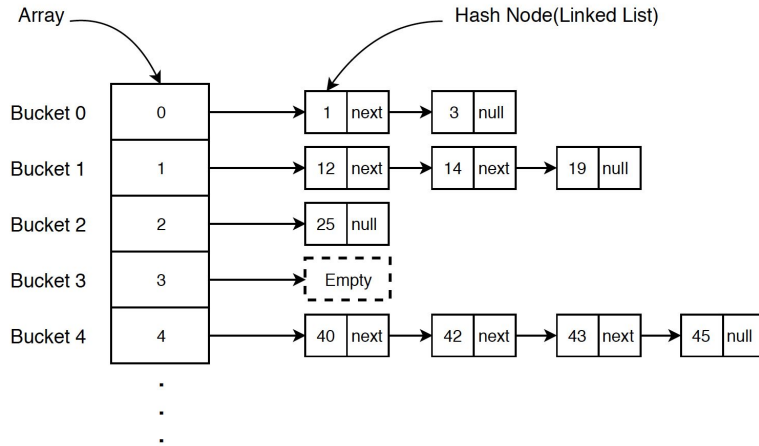 Array
Hash Node(Linked List)
Bucket 0 0 1 next 3 null
Bucket 1 1 12 next 14 next 19 null
Bucket 2 2 25 null
Bucket 3 3 Empty
Bucket 4 4 40 next 42 next 43 next 45 null